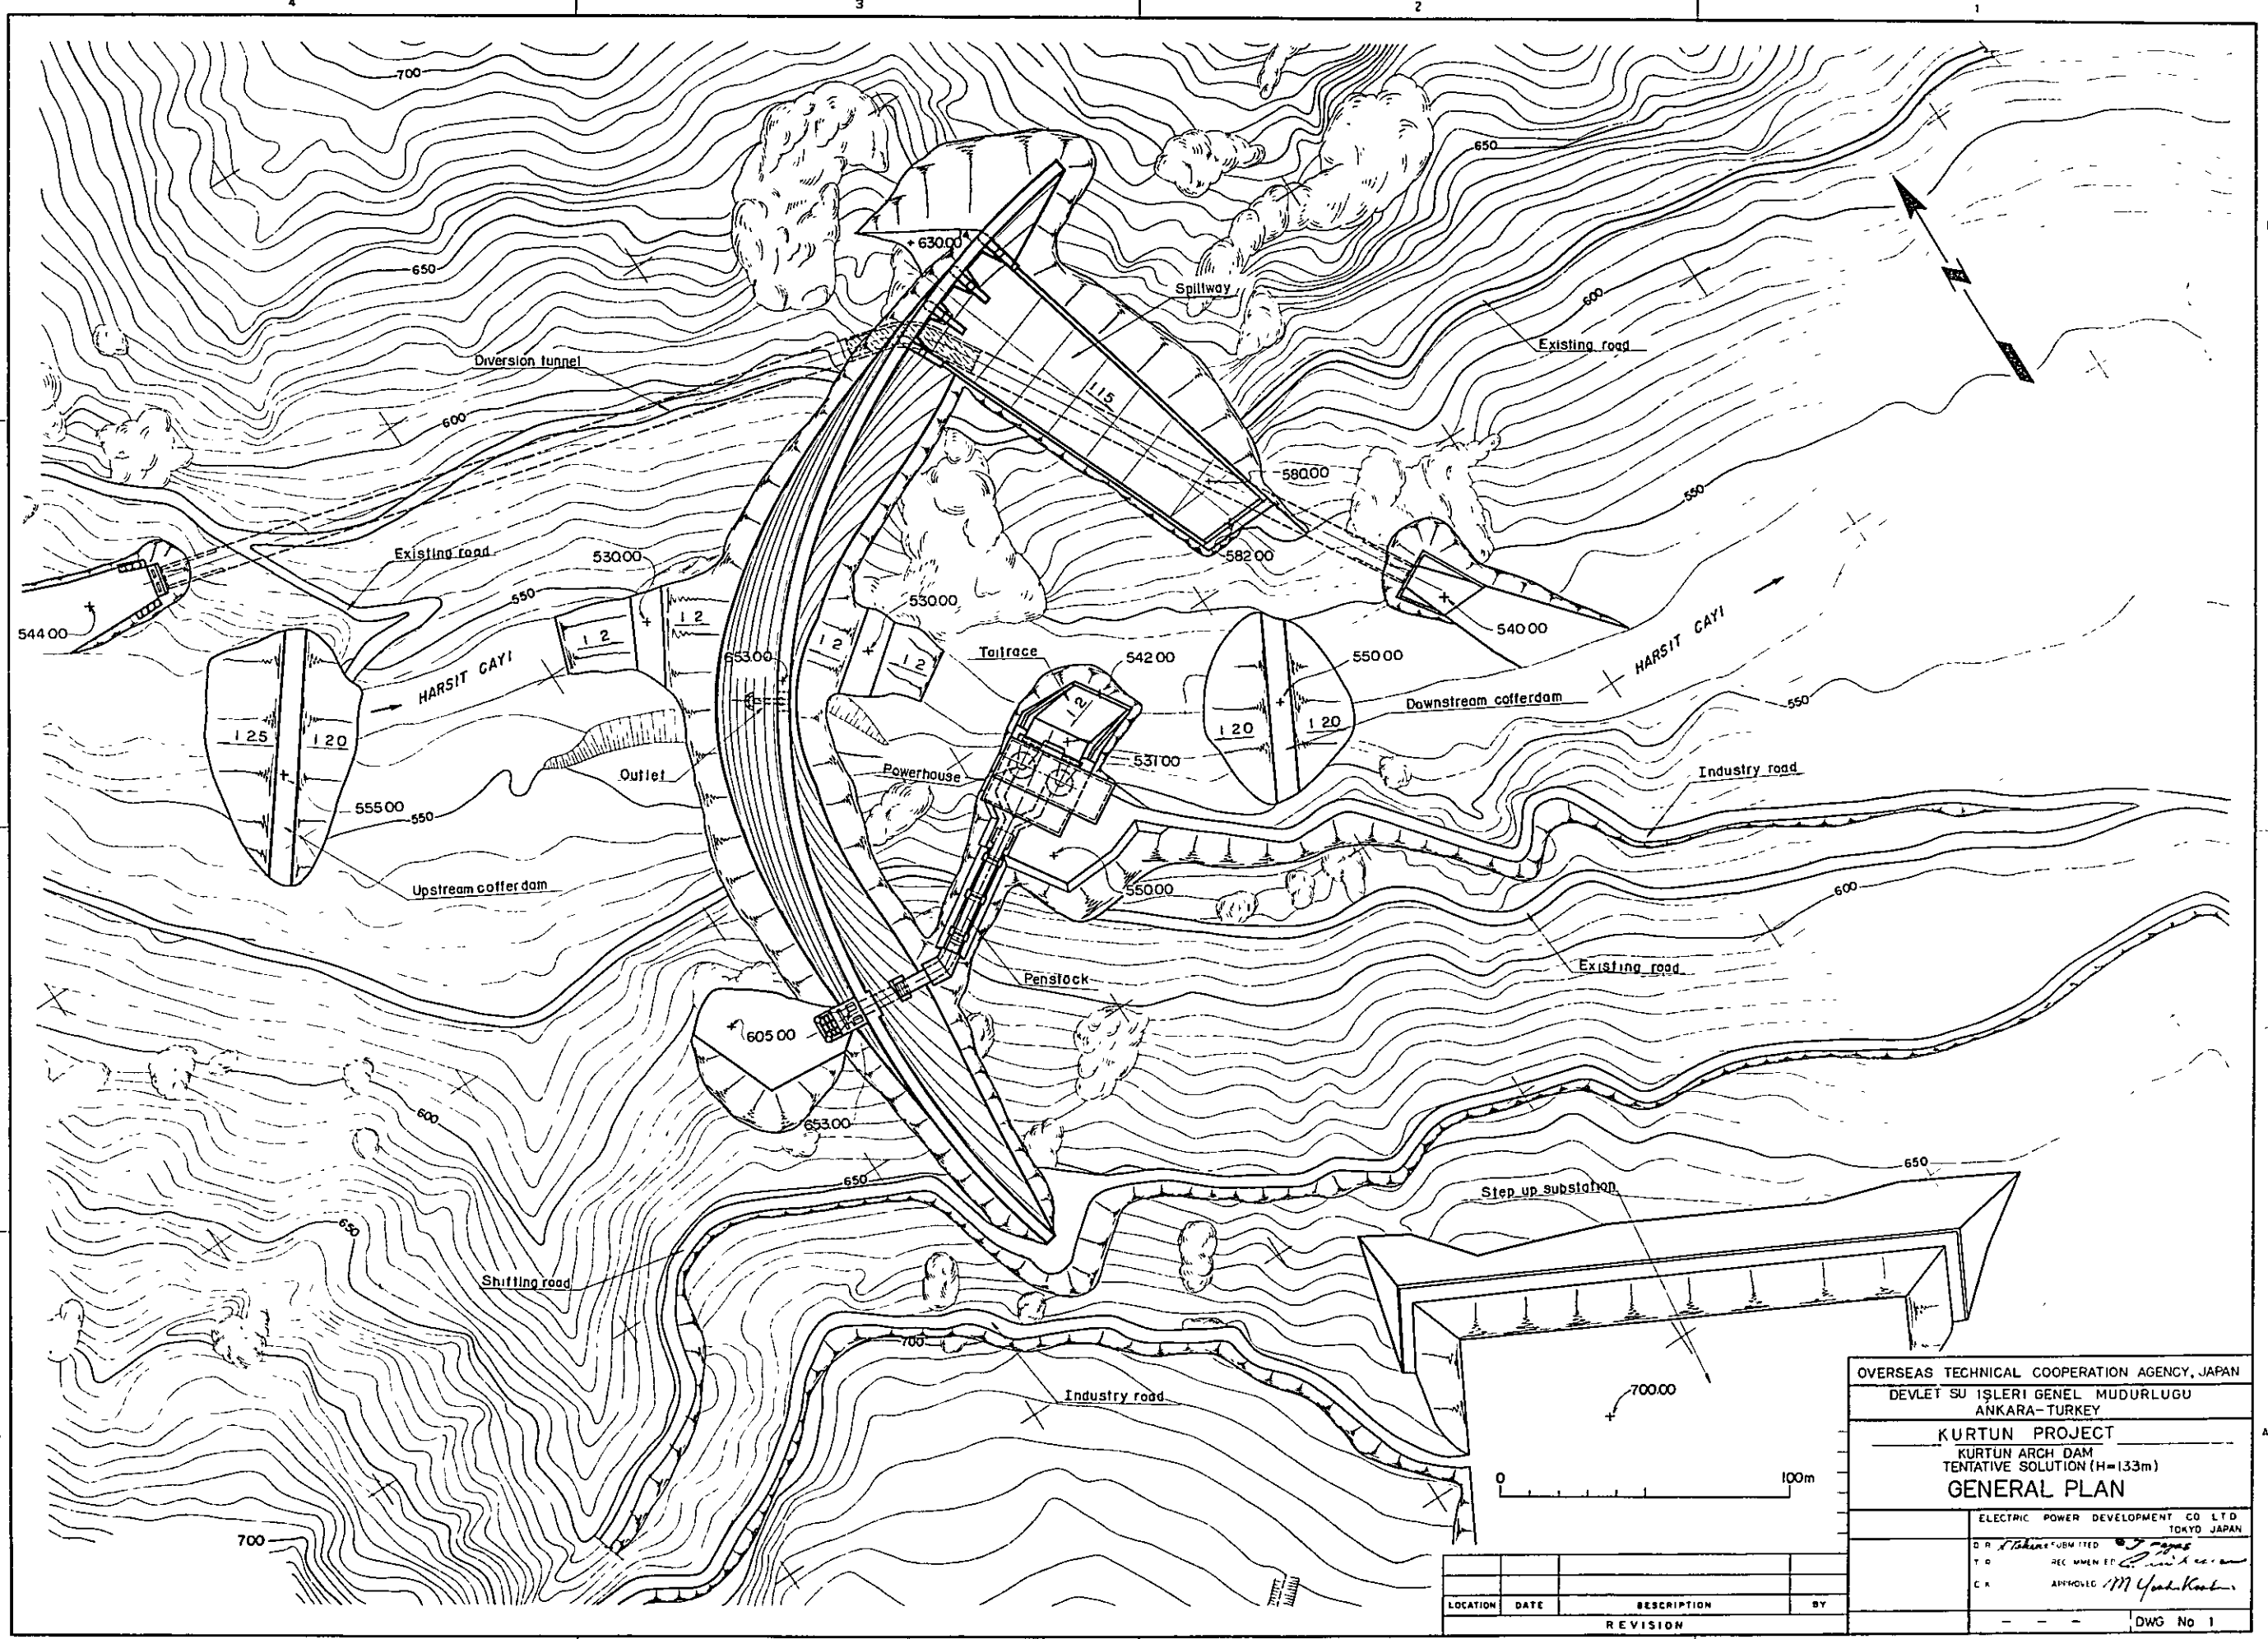 4
3
2
1
700
650
650
+630.00
Spillway
600
Existing road
Diversion tunnel
600
1.15
580.00
550
582.00
Existing road
530.00
550
530.00
544.00
540.00
HARSIT CAYI
1.2
1.2
1.2
1.2
653.00
Tailrace
542.00
550.00
HARSIT CAYI
Downstream cofferdam
550
1.2
1.25
1.20
1.20
1.20
Outlet
Powerhouse
531.00
Industry road
555.00
550
Upstream cofferdam
550.00
600
Existing road
Penstock
605.00
600
653.00
650
650
Step up substation
650
Shifting road
700
Industry road
700.00
700
0
100m
OVERSEAS TECHNICAL COOPERATION AGENCY, JAPAN
DEVLET SU IŞLERI GENEL MUDURLUGU
ANKARA-TURKEY
KURTUN PROJECT
KURTUN ARCH DAM
TENTATIVE SOLUTION (H=133m)
GENERAL PLAN
ELECTRIC POWER DEVELOPMENT CO LTD
TOKYO JAPAN
D R SUBMITTED
T R RECOMMENDED
C K APPROVED
LOCATION DATE DESCRIPTION BY
REVISION
- - - DWG No 1
A
N